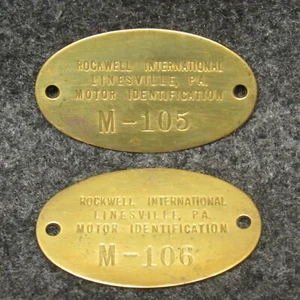 ROCKWELL INTERNATIONAL
LINESVILLE, PA.
MOTOR IDENTIFICATION
M-105
ROCKWELL INTERNATIONAL
LINESVILLE, PA.
MOTOR IDENTIFICATION
M-106